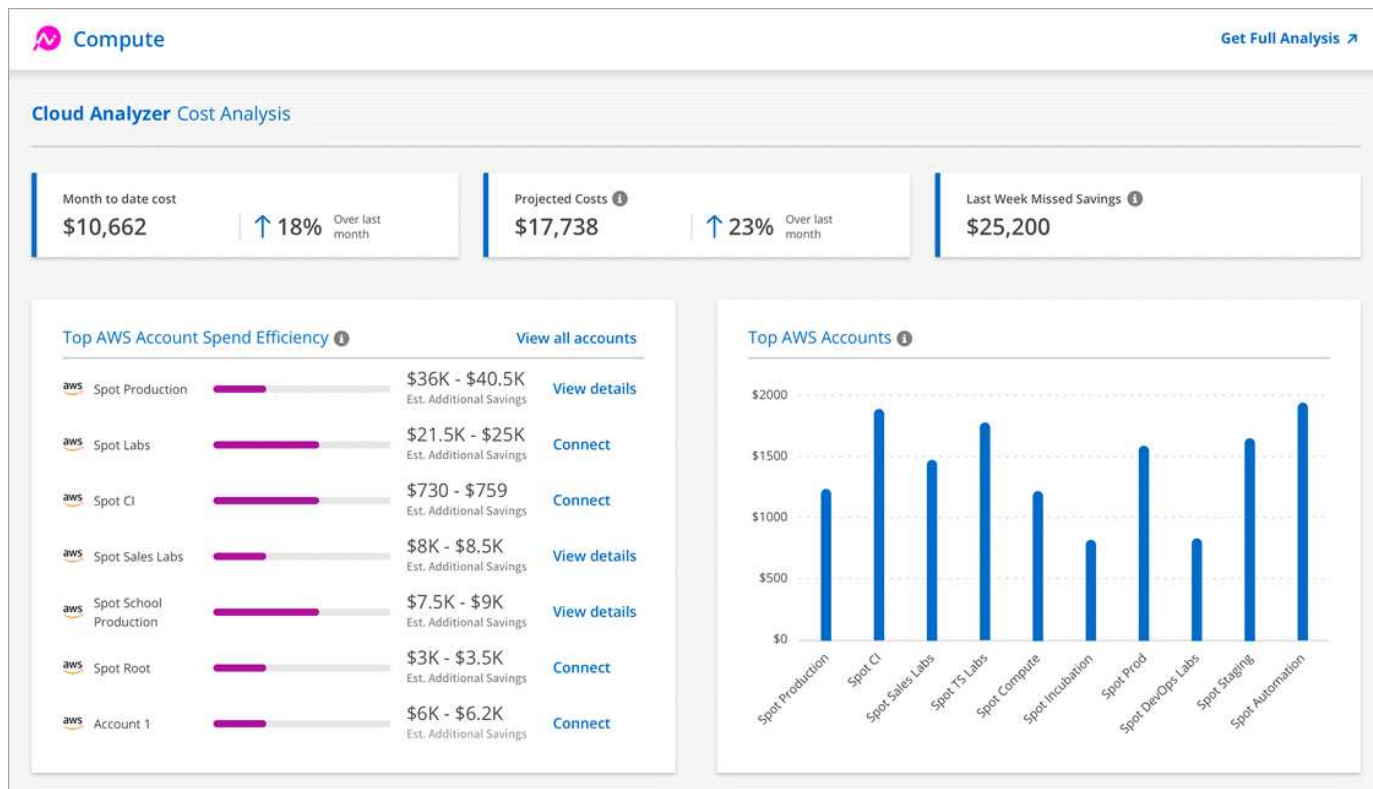 Compute
Get Full Analysis
Cloud Analyzer Cost Analysis
Month to date cost
$10,662
18%
Over last
month
Projected Costs
$17,738
23%
Over last
month
Last Week Missed Savings
$25,200
Top AWS Account Spend Efficiency
View all accounts
aws Spot Production
$36K - $40.5K
Est. Additional Savings
View details
aws Spot Labs
$21.5K - $25K
Est. Additional Savings
Connect
aws Spot CI
$730 - $759
Est. Additional Savings
Connect
aws Spot Sales Labs
$8K - $8.5K
Est. Additional Savings
View details
aws Spot School
Production
$7.5K - $9K
Est. Additional Savings
View details
aws Spot Root
$3K - $3.5K
Est. Additional Savings
Connect
aws Account 1
$6K - $6.2K
Est. Additional Savings
Connect
Top AWS Accounts
$2000
$1500
$1000
$500
$0
Spot Production
Spot CI
Spot Sales Labs
Spot TS Labs
Spot Compute
Spot Incubation
Spot Prod
Spot DevOps Labs
Spot Staging
Spot Automation